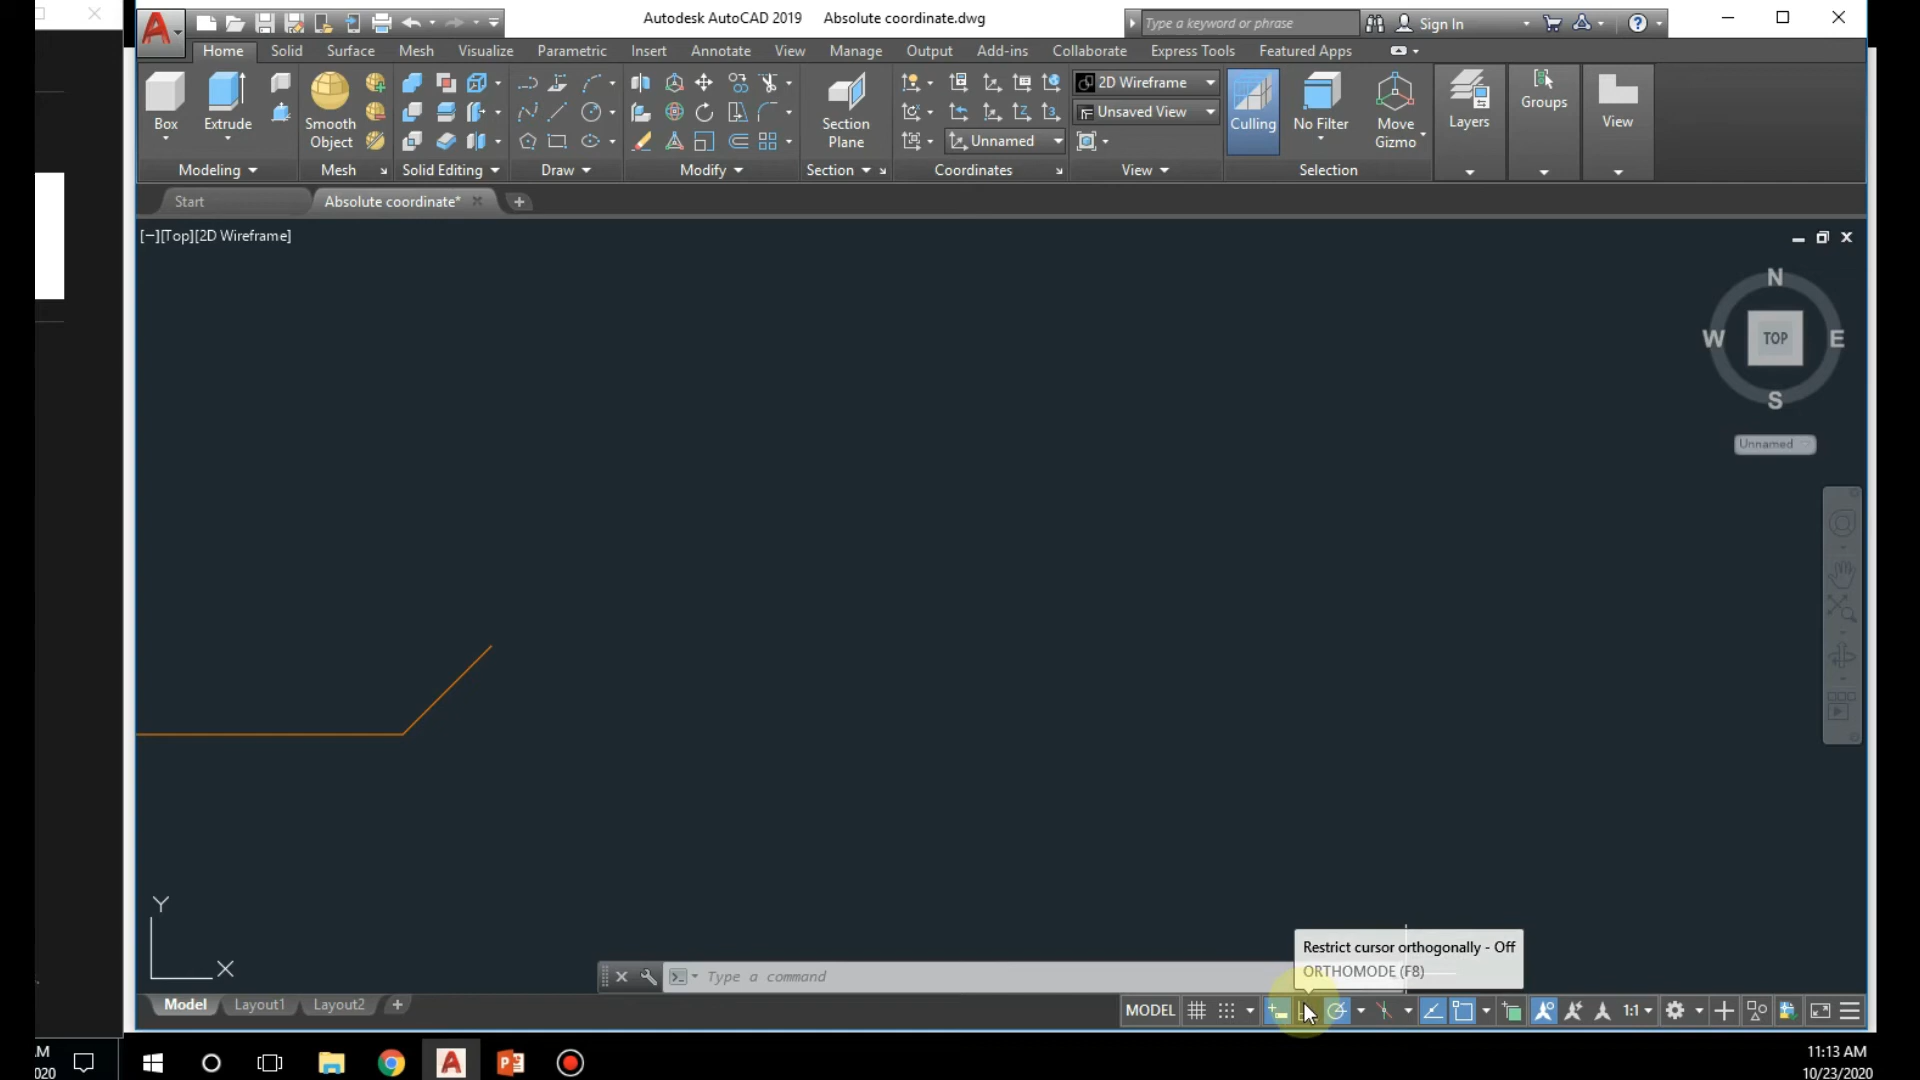 Autodesk AutoCAD 2019 Absolute coordinate.dwg
Type a keyword or phrase
Sign In
Home Solid Surface Mesh Visualize Parametric Insert Annotate View Manage Output Add-ins Collaborate Express Tools Featured Apps
Box
Extrude
Smooth
Object
Section
Plane
2D Wireframe
Unsaved View
Unnamed
Culling
No Filter
Move
Gizmo
Layers
Groups
View
Modeling
Mesh
Solid Editing
Draw
Modify
Section
Coordinates
View
Selection
Start
Absolute coordinate*
[−][Top][2D Wireframe]
N
W TOP E
S
Unnamed
Y
X
Restrict cursor orthogonally - Off
ORTHOMODE (F8)
Type a command
Model Layout1 Layout2
MODEL
1:1
11:13 AM
10/23/2020
AM
020